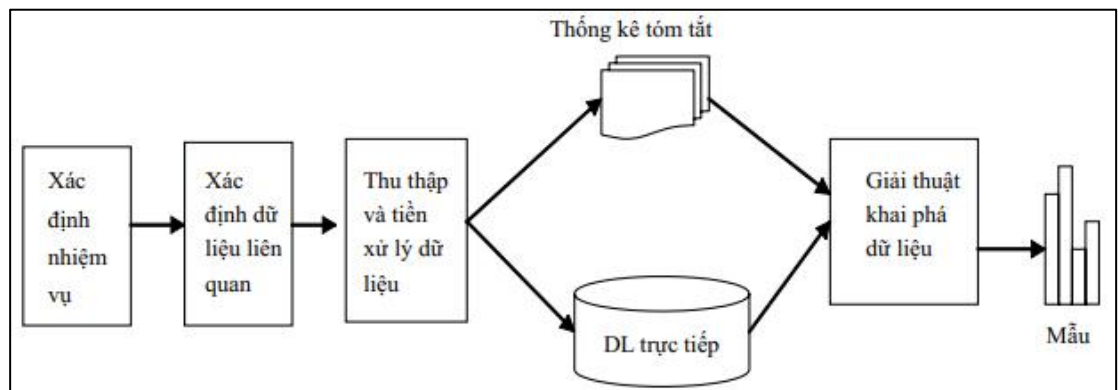 Thống kê tóm tắt
Xác
định
nhiệm
vụ
Xác
định dữ
liệu liên
quan
Thu thập
và tiền
xử lý dữ
liệu
DL trực tiếp
Giải thuật
khai phá
dữ liệu
Mẫu